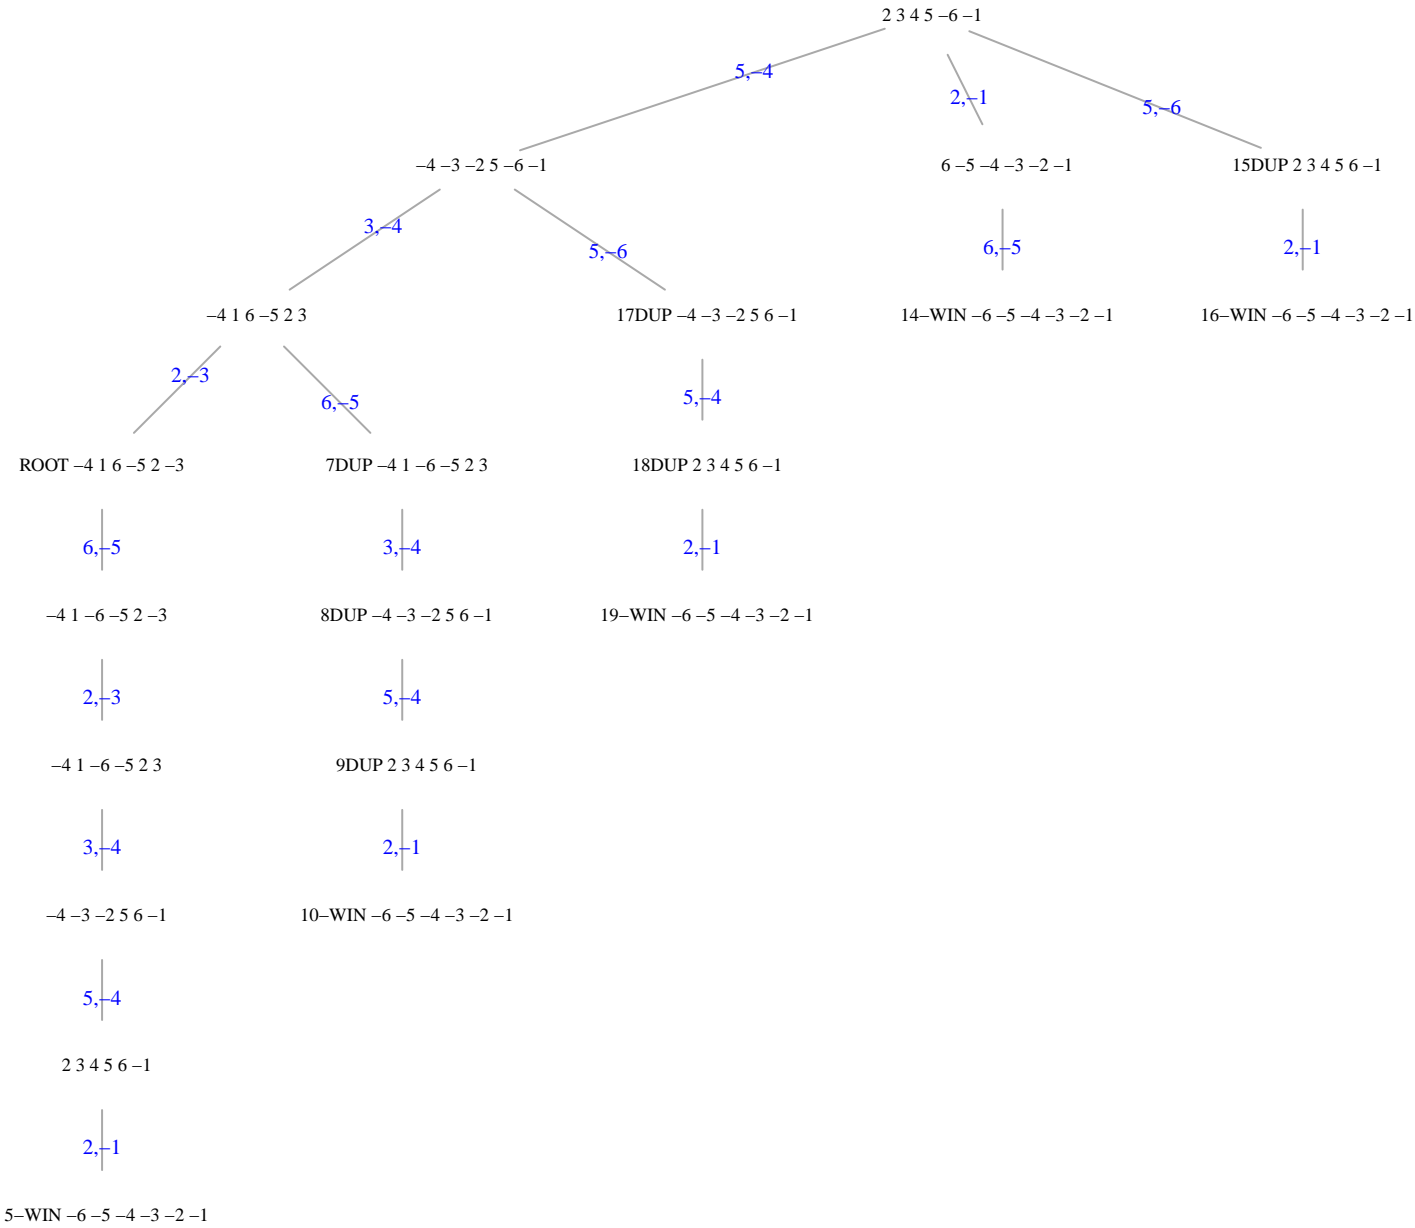 2 3 4 5 –6 –1
5,–4
2,–1
5,–6
–4 –3 –2 5 –6 –1
6 –5 –4 –3 –2 –1
15DUP 2 3 4 5 6 –1
3,–4
5,–6
6,–5
2,–1
–4 1 6 –5 2 3
17DUP –4 –3 –2 5 6 –1
14–WIN –6 –5 –4 –3 –2 –1
16–WIN –6 –5 –4 –3 –2 –1
2,–3
6,–5
5,–4
ROOT –4 1 6 –5 2 –3
7DUP –4 1 –6 –5 2 3
18DUP 2 3 4 5 6 –1
6,–5
3,–4
2,–1
–4 1 –6 –5 2 –3
8DUP –4 –3 –2 5 6 –1
19–WIN –6 –5 –4 –3 –2 –1
2,–3
5,–4
–4 1 –6 –5 2 3
9DUP 2 3 4 5 6 –1
3,–4
2,–1
–4 –3 –2 5 6 –1
10–WIN –6 –5 –4 –3 –2 –1
5,–4
2 3 4 5 6 –1
2,–1
5–WIN –6 –5 –4 –3 –2 –1